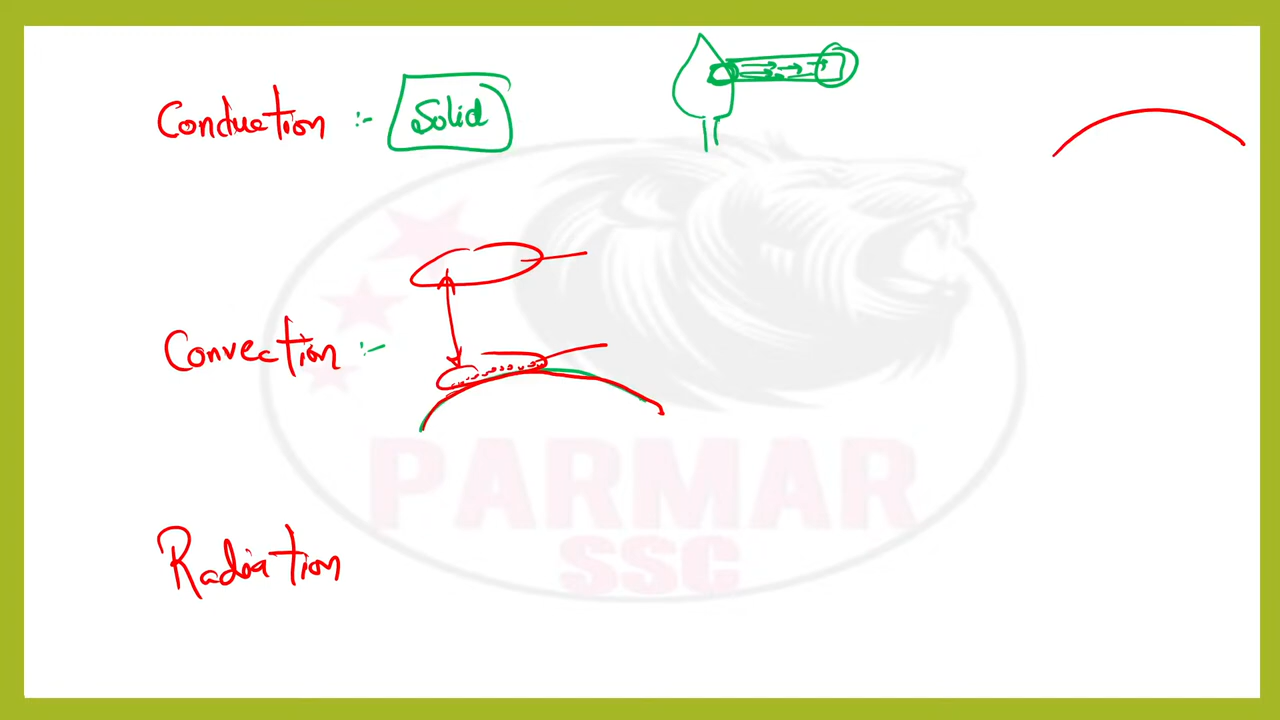 Conduction :- Solid
Convection :-
Radiation
PARMAR
SSC